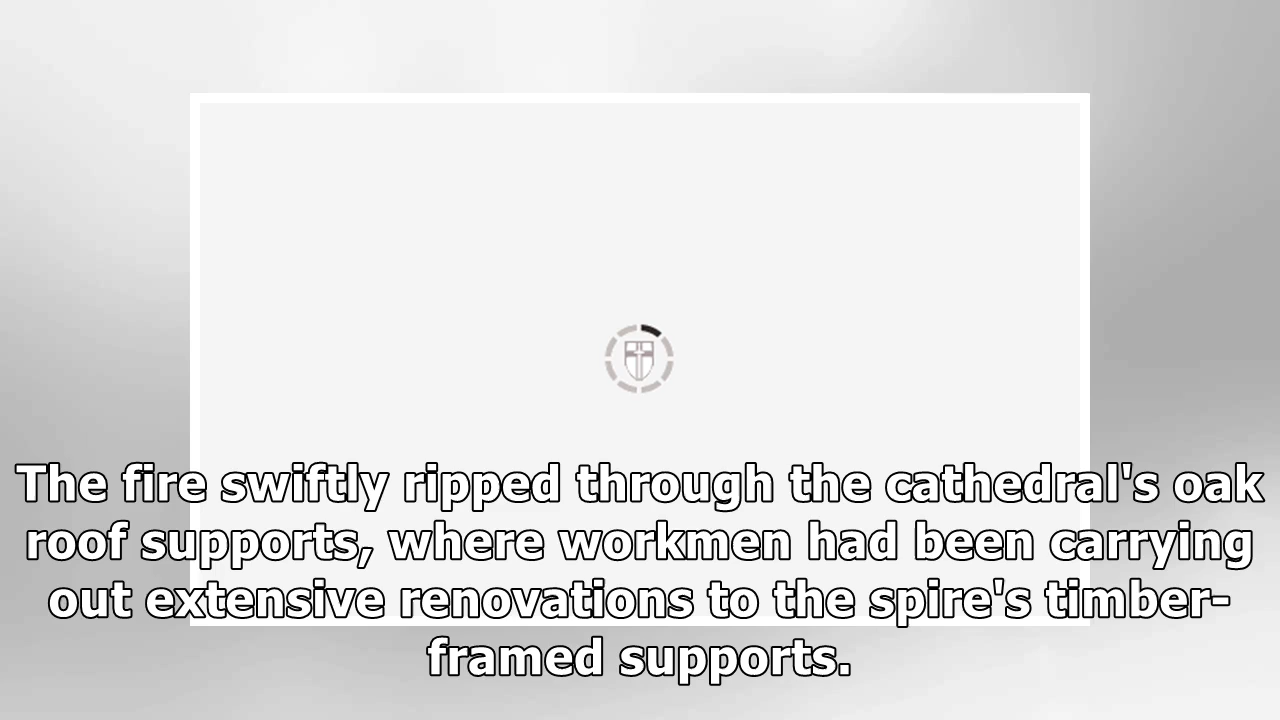 The fire swiftly ripped through the cathedral's oak
roof supports, where workmen had been carrying
out extensive renovations to the spire's timber-
framed supports.